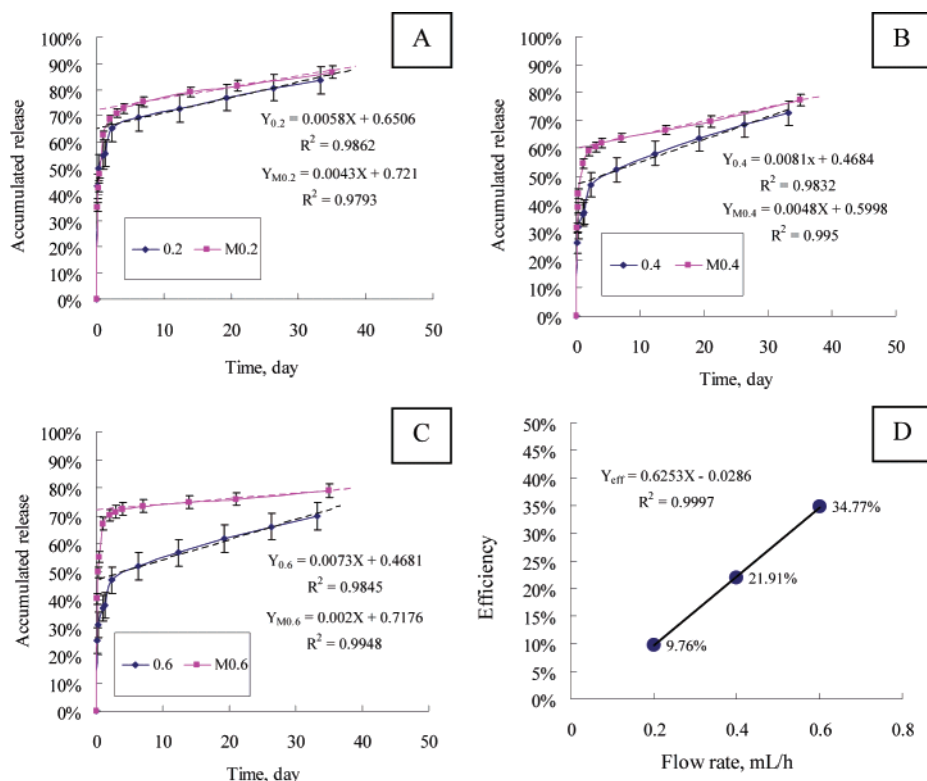 A
100%
90%
80%
70%
60%
50%
40%
30%
20%
10%
0%
Accumulated release
Y0.2 = 0.0058X + 0.6506
R² = 0.9862
YM0.2 = 0.0043X + 0.721
R² = 0.9793
0.2 M0.2
0 10 20 30 40 50
Time, day
B
100%
90%
80%
70%
60%
50%
40%
30%
20%
10%
0%
Accumulated release
Y0.4 = 0.0081x + 0.4684
R² = 0.9832
YM0.4 = 0.0048X + 0.5998
R² = 0.995
0.4 M0.4
0 10 20 30 40 50
Time, day
C
100%
90%
80%
70%
60%
50%
40%
30%
20%
10%
0%
Accumulated release
Y0.6 = 0.0073X + 0.4681
R² = 0.9845
YM0.6 = 0.002X + 0.7176
R² = 0.9948
0.6 M0.6
0 10 20 30 40 50
Time, day
D
50%
45%
40%
35%
30%
25%
20%
15%
10%
5%
0%
Efficiency
Yeff = 0.6253X - 0.0286
R² = 0.9997
34.77%
21.91%
9.76%
0 0.2 0.4 0.6 0.8
Flow rate, mL/h